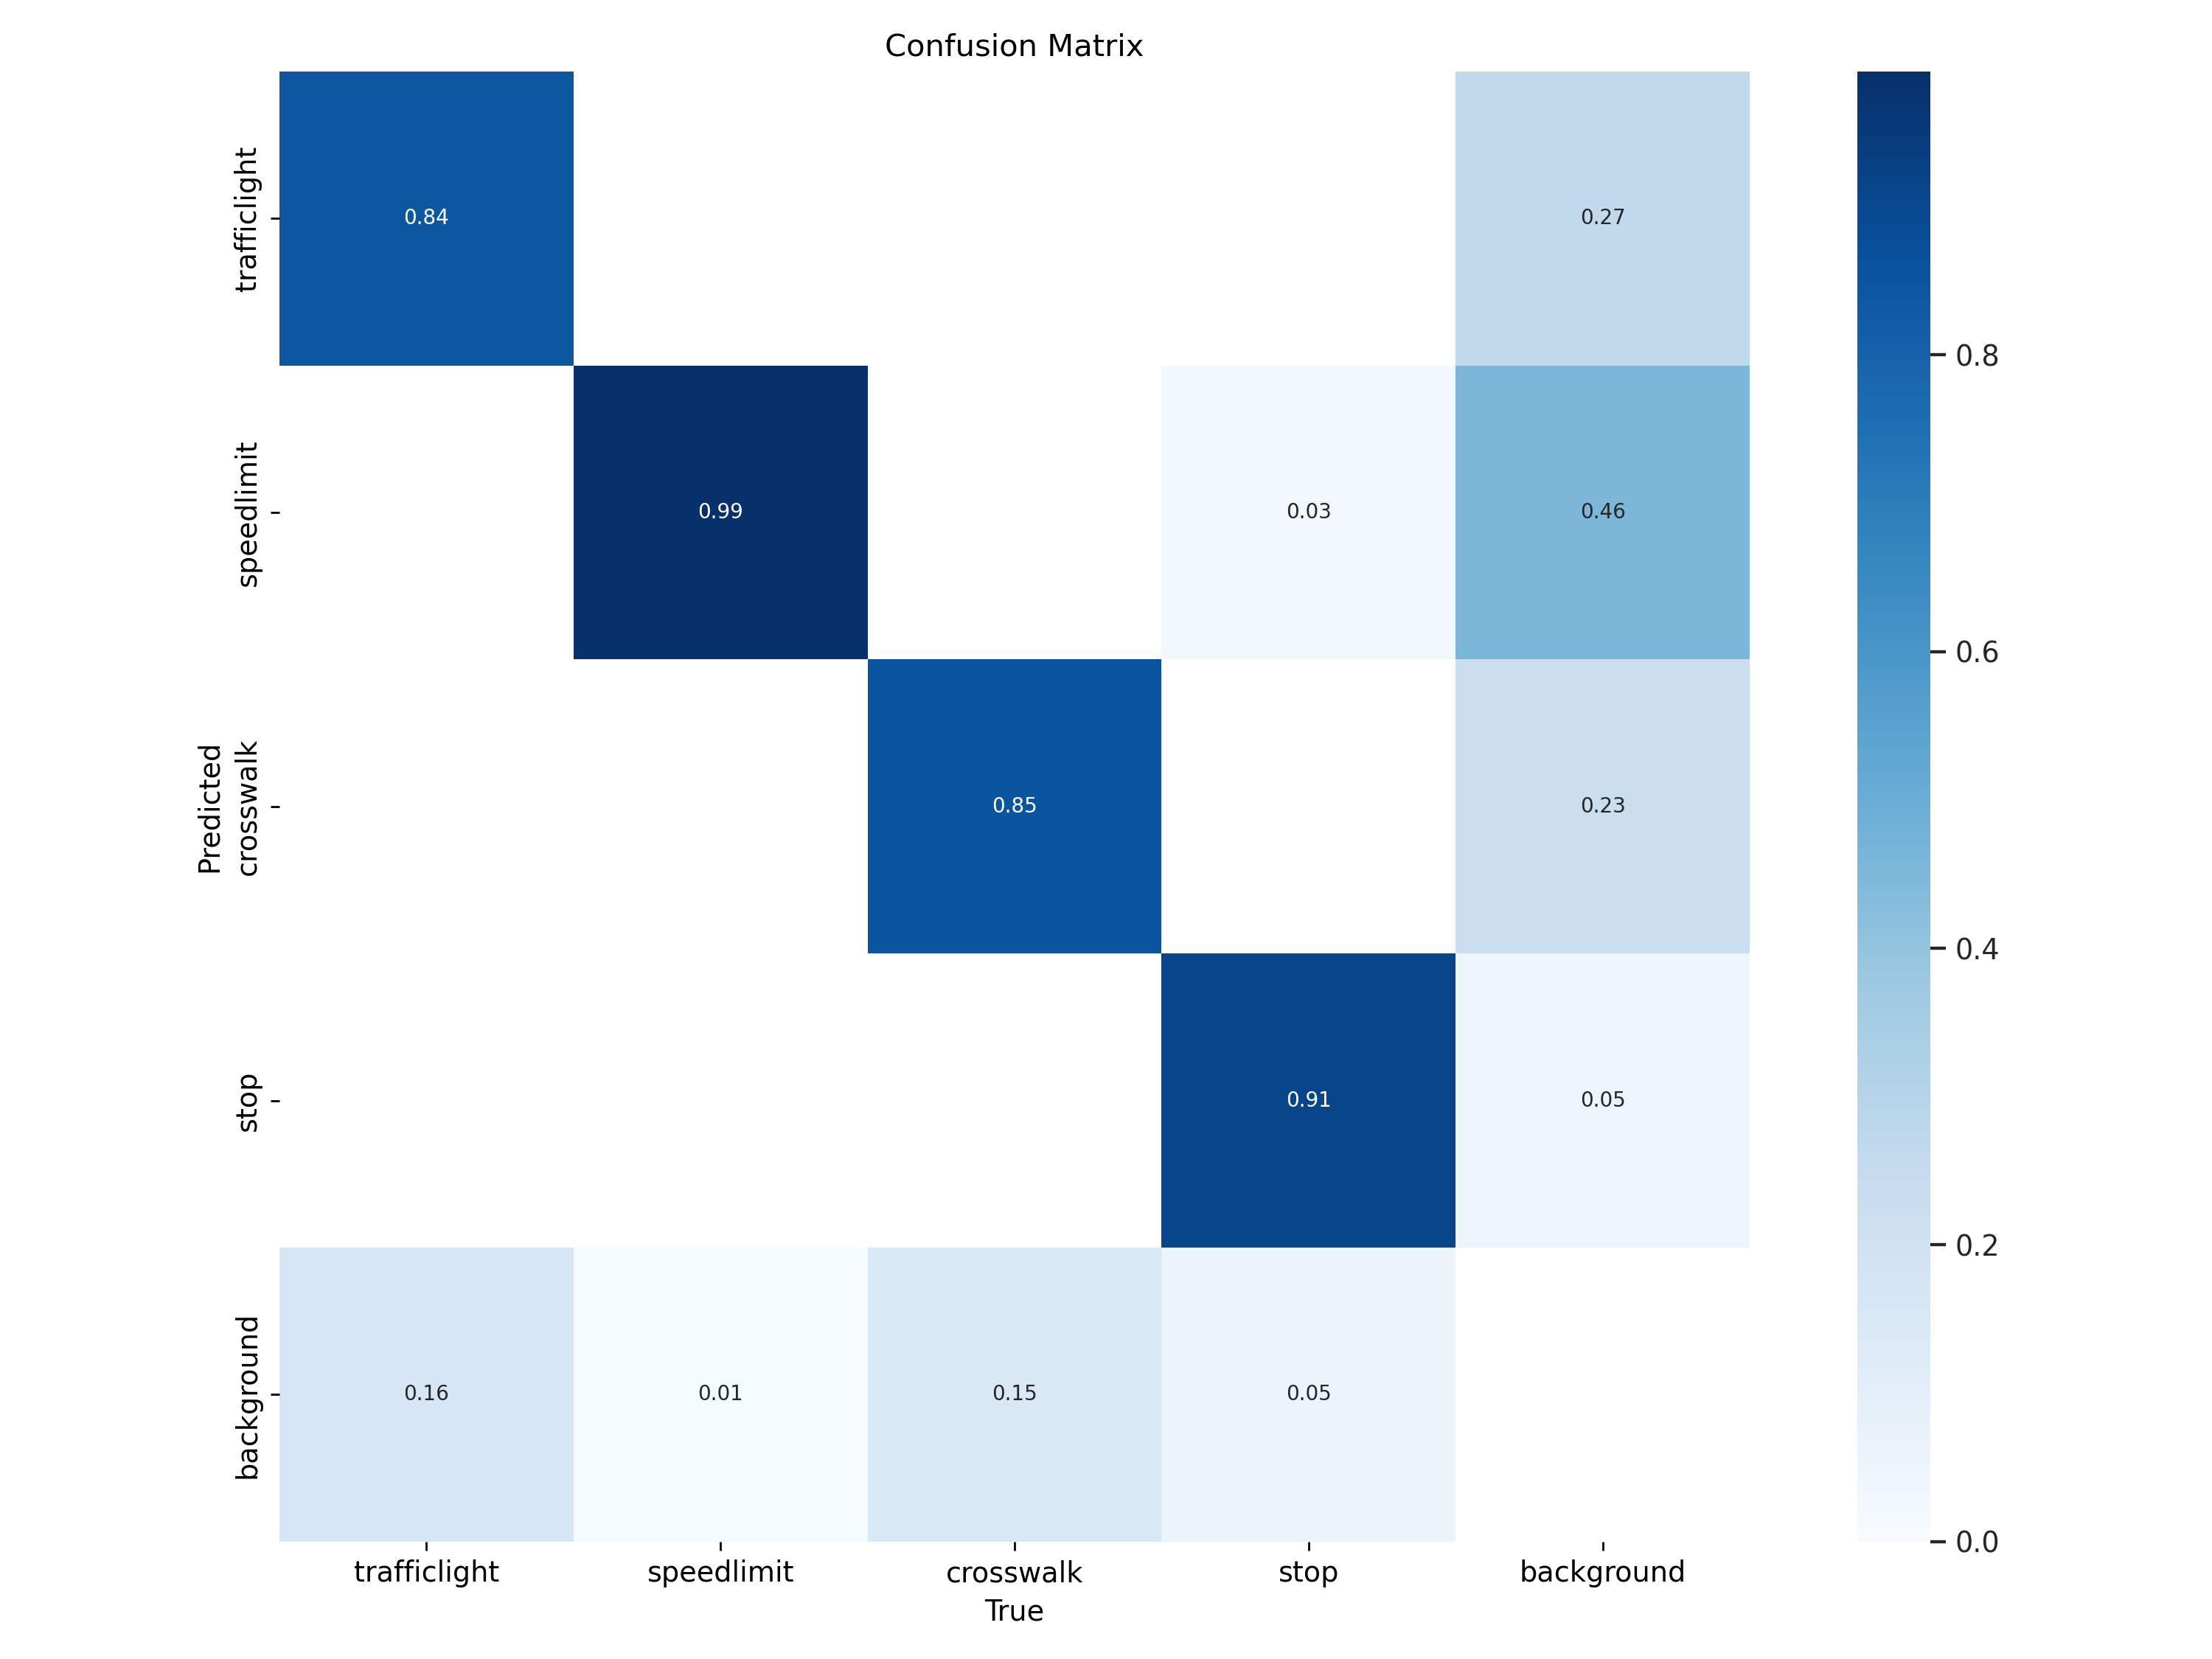 Confusion Matrix
trafficlight
0.84
0.27
0.8
speedlimit
0.99
0.03
0.46
0.6
Predicted
crosswalk
0.85
0.23
0.4
stop
0.91
0.05
0.2
background
0.16
0.01
0.15
0.05
0.0
trafficlight speedlimit crosswalk stop background
True